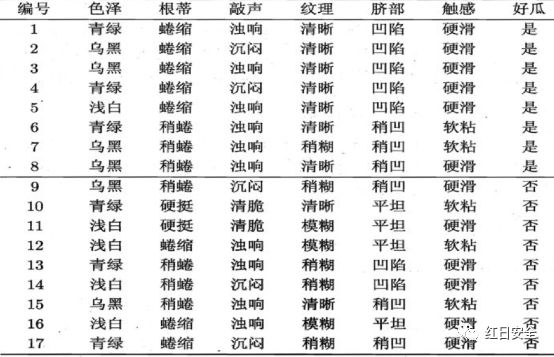 编号 色泽 根蒂 敲声 纹理 脐部 触感 好瓜
1 青绿 蜷缩 浊响 清晰 凹陷 硬滑 是
2 乌黑 蜷缩 沉闷 清晰 凹陷 硬滑 是
3 乌黑 蜷缩 浊响 清晰 凹陷 硬滑 是
4 青绿 蜷缩 沉闷 清晰 凹陷 硬滑 是
5 浅白 蜷缩 浊响 清晰 凹陷 硬滑 是
6 青绿 稍蜷 浊响 清晰 稍凹 软粘 是
7 乌黑 稍蜷 浊响 稍糊 稍凹 软粘 是
8 乌黑 稍蜷 浊响 清晰 稍凹 硬滑 是
9 乌黑 稍蜷 沉闷 稍糊 稍凹 硬滑 否
10 青绿 硬挺 清脆 清晰 平坦 软粘 否
11 浅白 硬挺 清脆 模糊 平坦 硬滑 否
12 浅白 蜷缩 浊响 模糊 平坦 软粘 否
13 青绿 稍蜷 浊响 稍糊 凹陷 硬滑 否
14 浅白 稍蜷 沉闷 稍糊 凹陷 硬滑 否
15 乌黑 稍蜷 浊响 清晰 稍凹 软粘 否
16 浅白 蜷缩 浊响 模糊 平坦 硬滑 否
17 青绿 蜷缩 沉闷 稍糊 稍凹 硬滑 否
红日安全